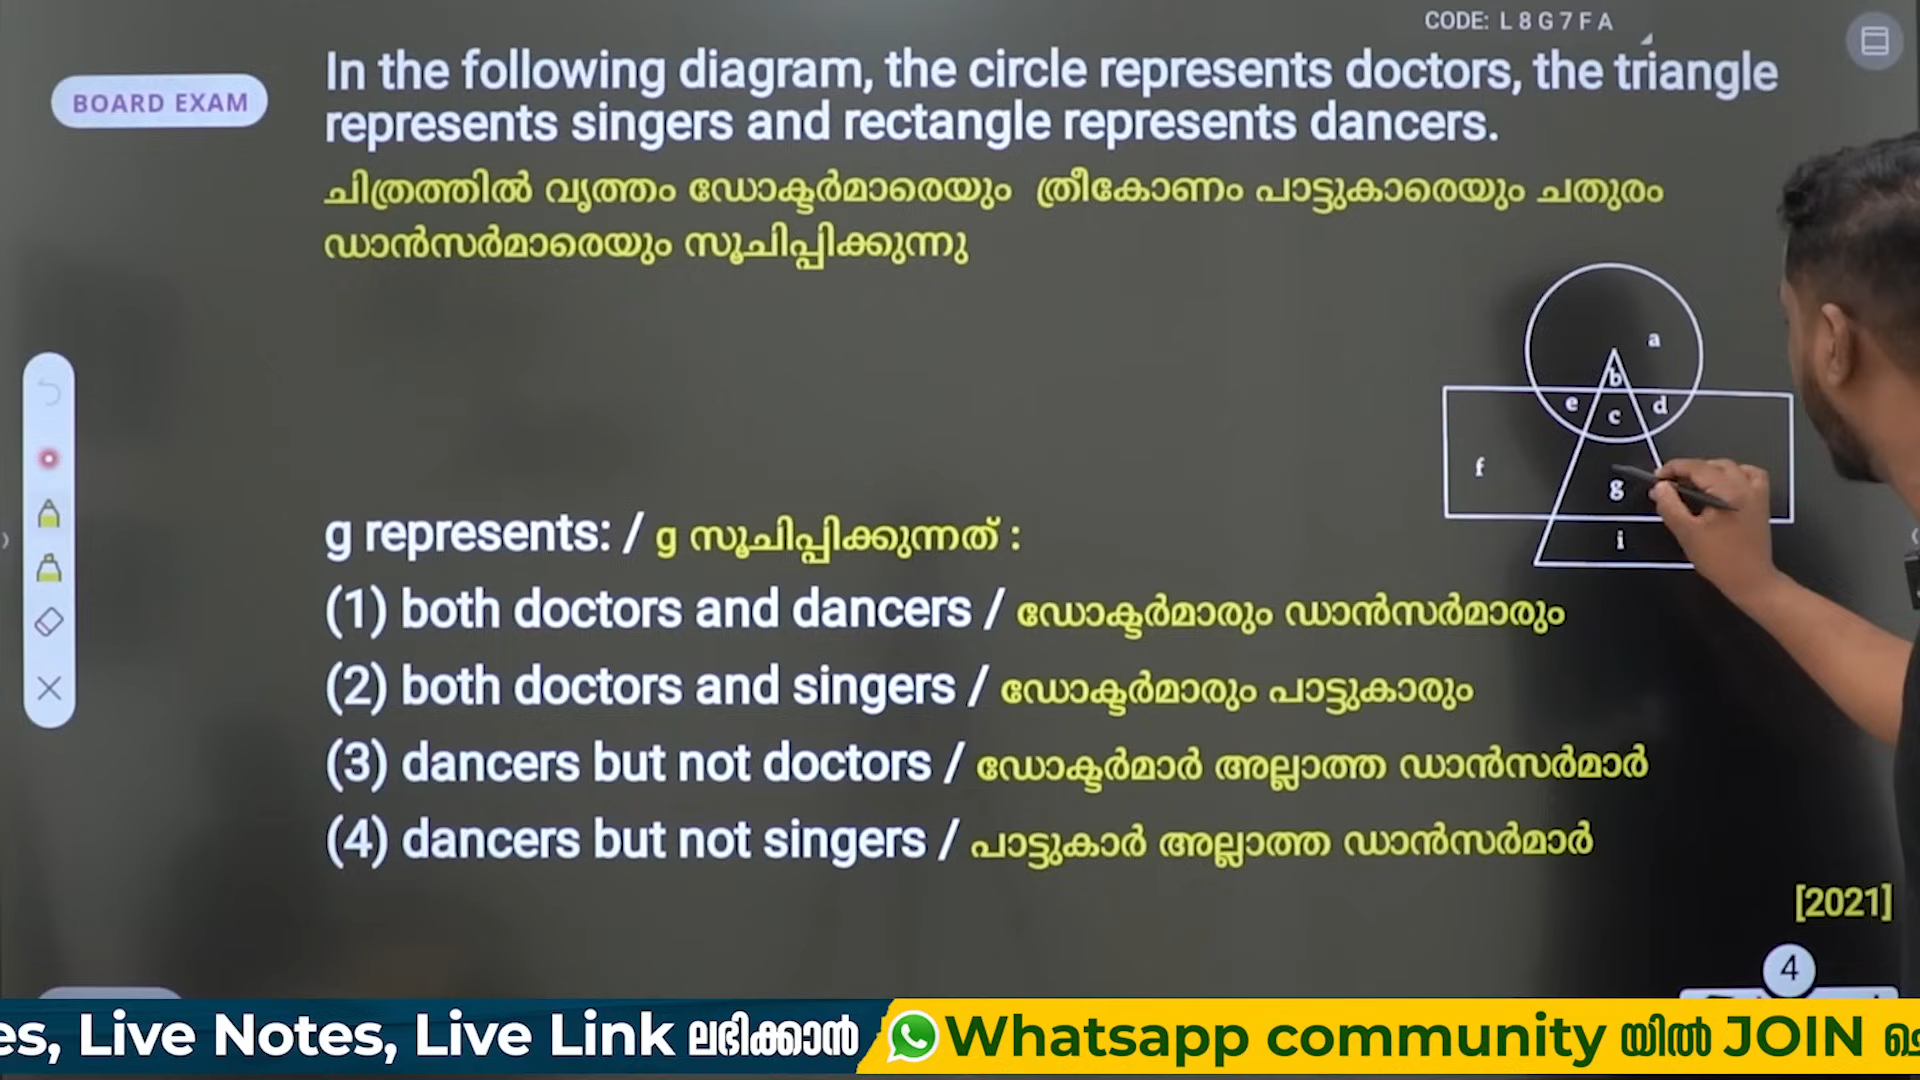 CODE: L 8 G 7 F A
BOARD EXAM
In the following diagram, the circle represents doctors, the triangle
represents singers and rectangle represents dancers.
ചിത്രത്തിൽ വൃത്തം ഡോക്ടർമാരെയും ത്രീകോണം പാട്ടുകാരെയും ചതുരം
ഡാൻസർമാരെയും സൂചിപ്പിക്കുന്നു
a
b
e c d
f
g
i
g represents: / g സൂചിപ്പിക്കുന്നത് :
(1) both doctors and dancers / ഡോക്ടർമാരും ഡാൻസർമാരും
(2) both doctors and singers / ഡോക്ടർമാരും പാട്ടുകാരും
(3) dancers but not doctors / ഡോക്ടർമാർ അല്ലാത്ത ഡാൻസർമാർ
(4) dancers but not singers / പാട്ടുകാർ അല്ലാത്ത ഡാൻസർമാർ
[2021]
4
Live Notes, Live Link ലഭിക്കാൻ Whatsapp community യിൽ JOIN